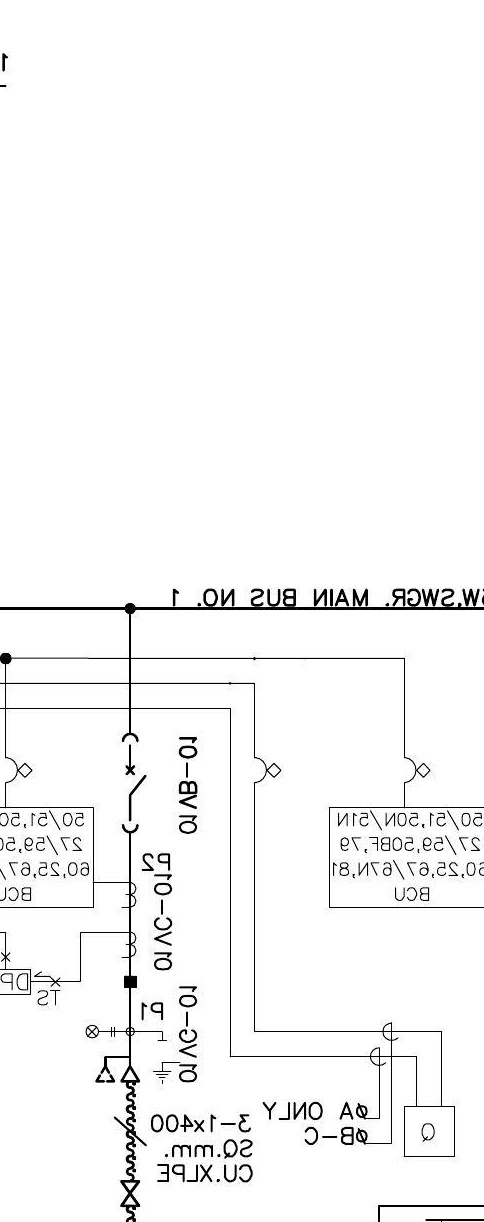 1
SWGR. MAIN BUS NO. 1
01VB-01
50/51,50
27/59,50
60,25,67/
BCU
50/51,50N/51N
27/59,50BF,79
60,25,67/67N,81
BCU
P2
01VC-01
DP
TS
P1
01VG-01
3-1x400
SQ.mm.
CU.XLPE
ØA ONLY
ØB-C
Q